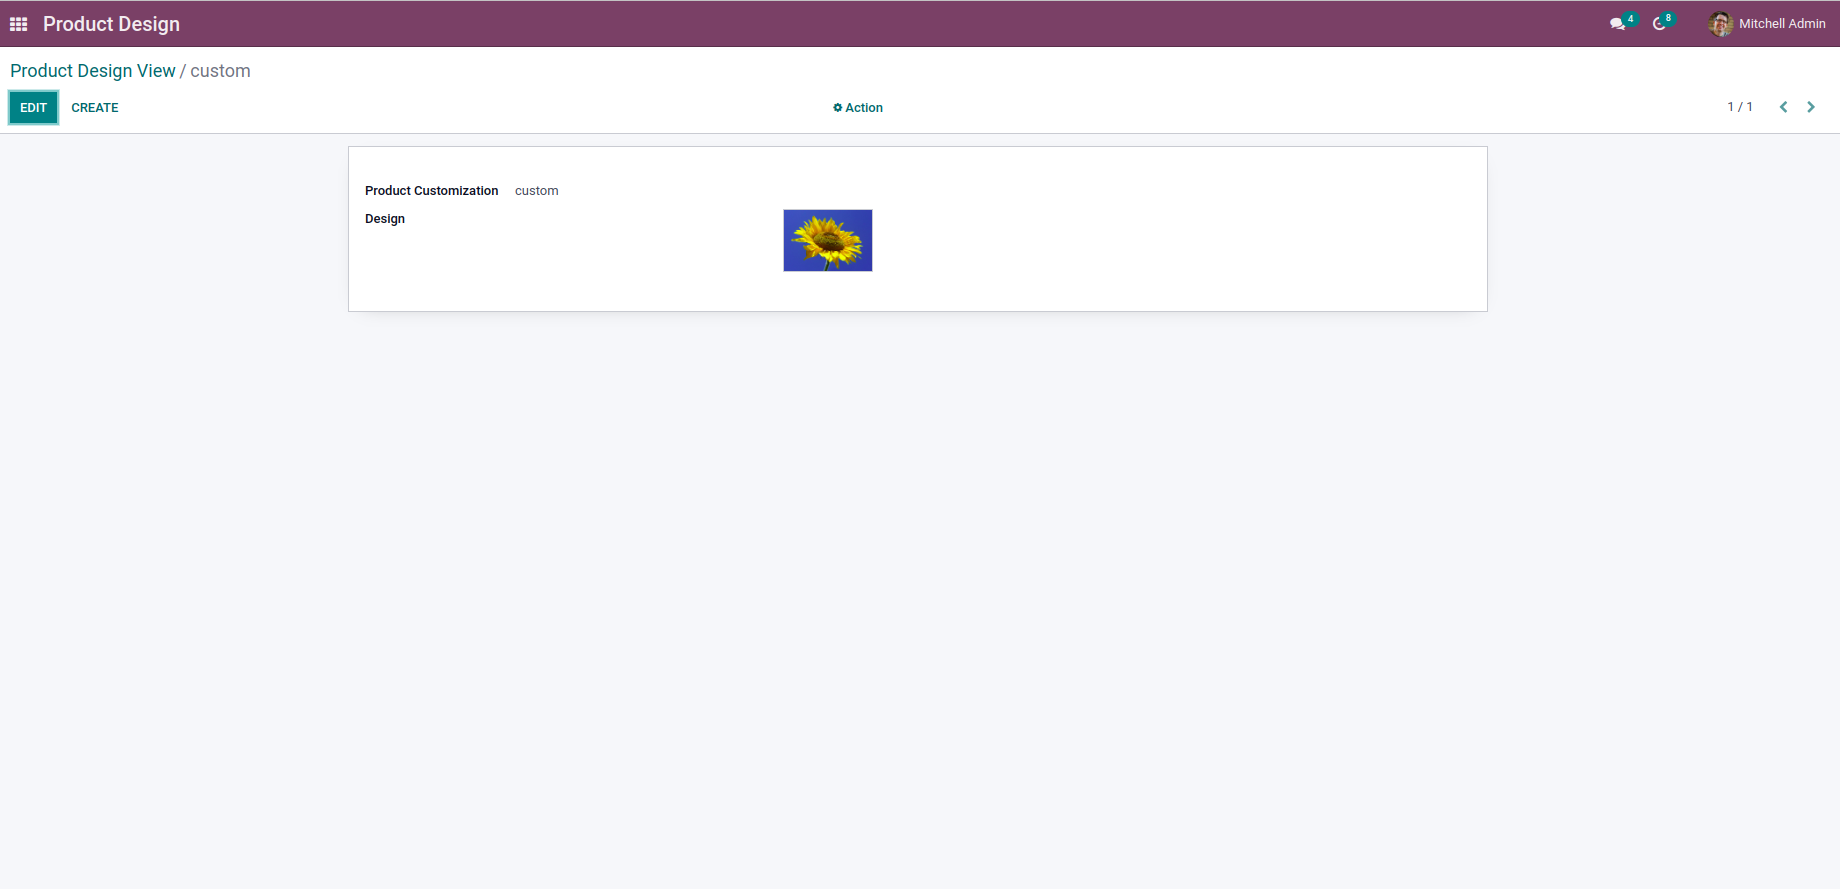 Product Design
4
8
Mitchell Admin
Product Design View / custom
EDIT
CREATE
Action
1 / 1
Product Customization custom
Design